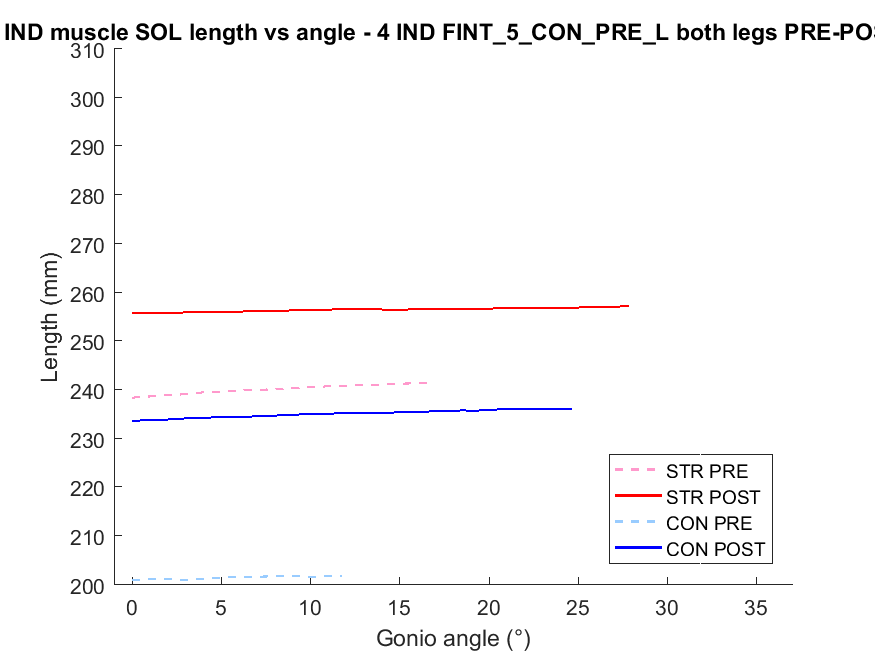 IND muscle SOL length vs angle - 4 IND FINT_5_CON_PRE_L both legs PRE-POS
310
300
290
280
270
260
250
240
230
220
210
200
Length (mm)
STR PRE
STR POST
CON PRE
CON POST
0 5 10 15 20 25 30 35
Gonio angle (°)